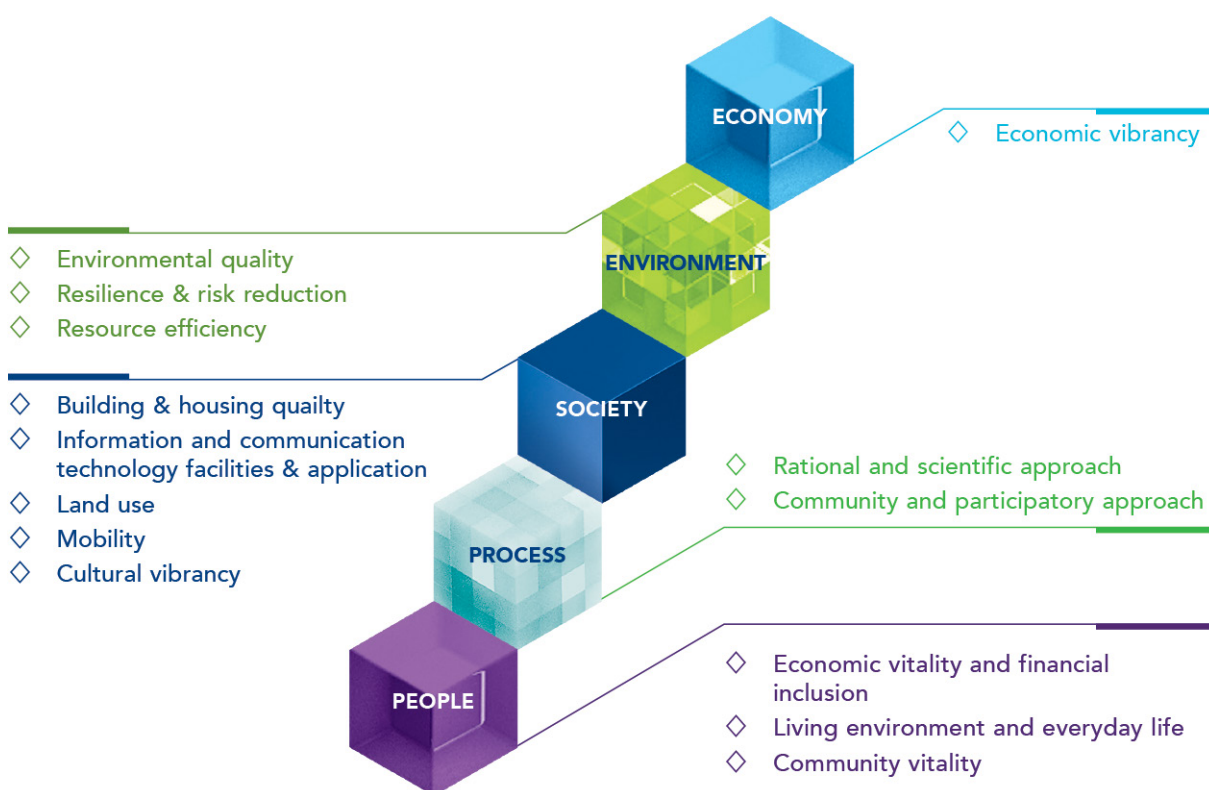 ECONOMY
◇ Economic vibrancy
ENVIRONMENT
◇ Environmental quality
◇ Resilience & risk reduction
◇ Resource efficiency
SOCIETY
◇ Building & housing quailty
◇ Information and communication
technology facilities & application
◇ Land use
◇ Mobility
◇ Cultural vibrancy
PROCESS
◇ Rational and scientific approach
◇ Community and participatory approach
PEOPLE
◇ Economic vitality and financial
inclusion
◇ Living environment and everyday life
◇ Community vitality